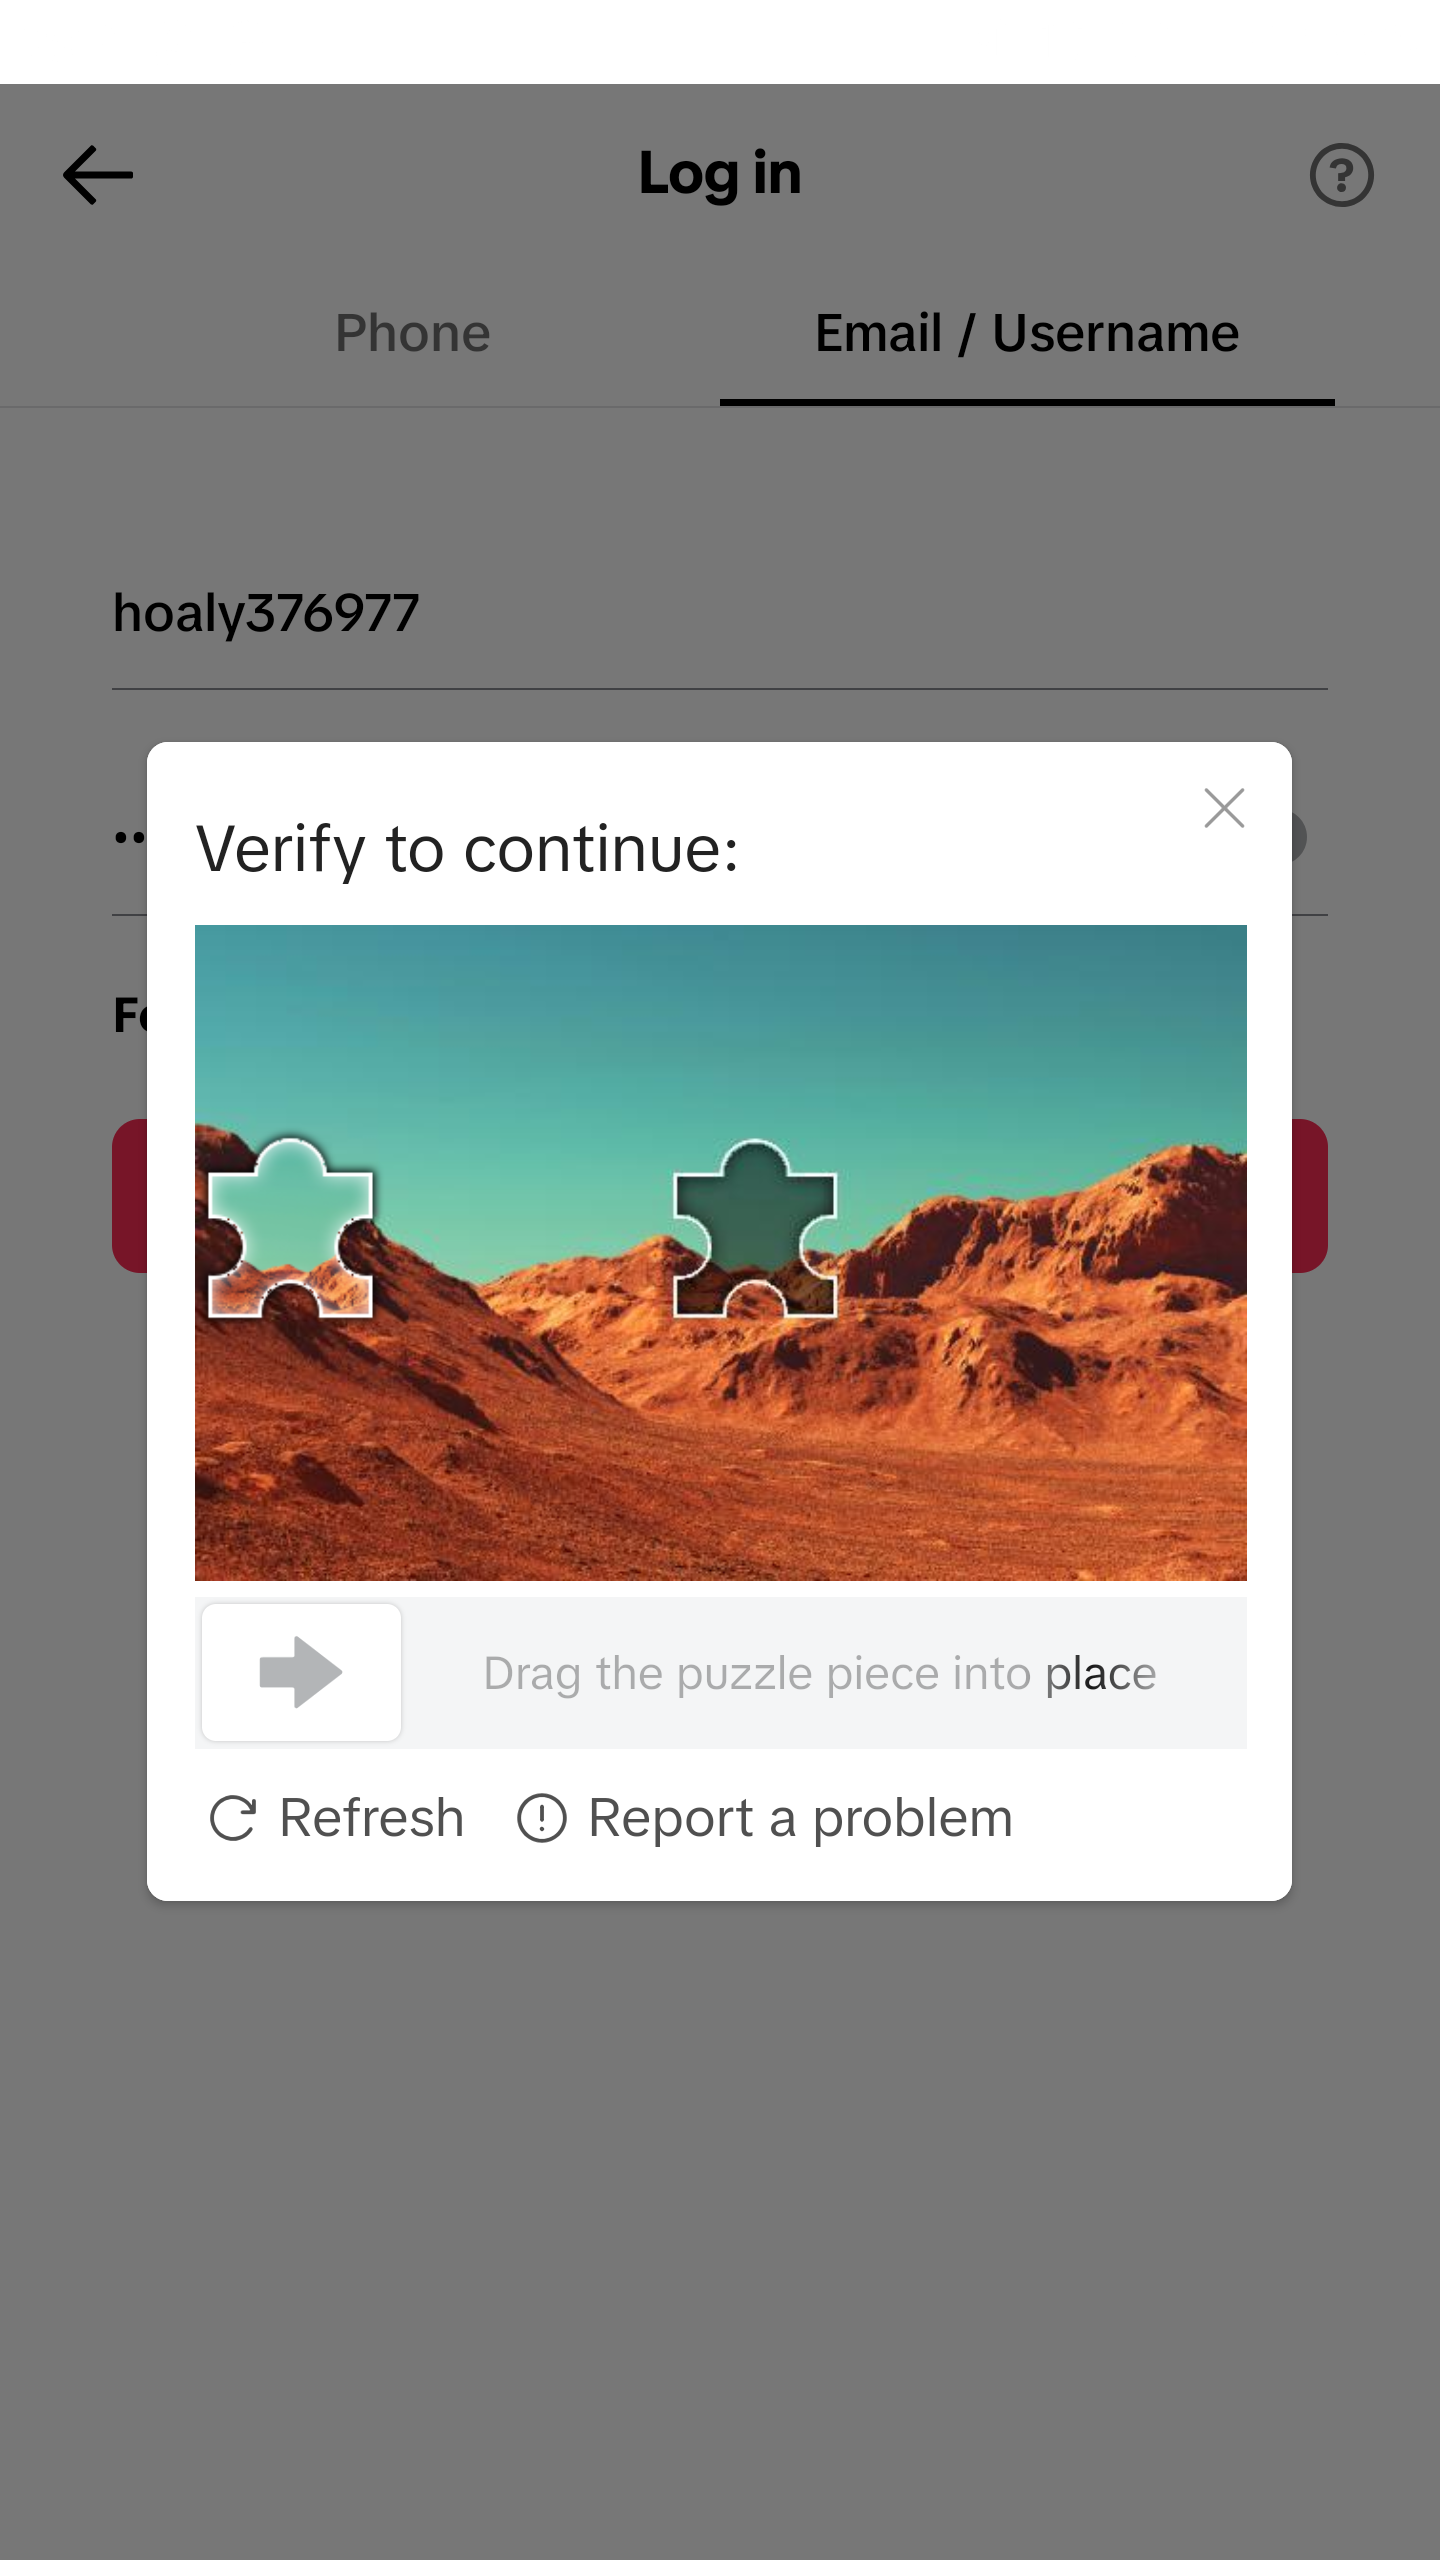 Log in
Phone
Email / Username
hoaly376977
Verify to continue:
Drag the puzzle piece into place
Refresh
Report a problem